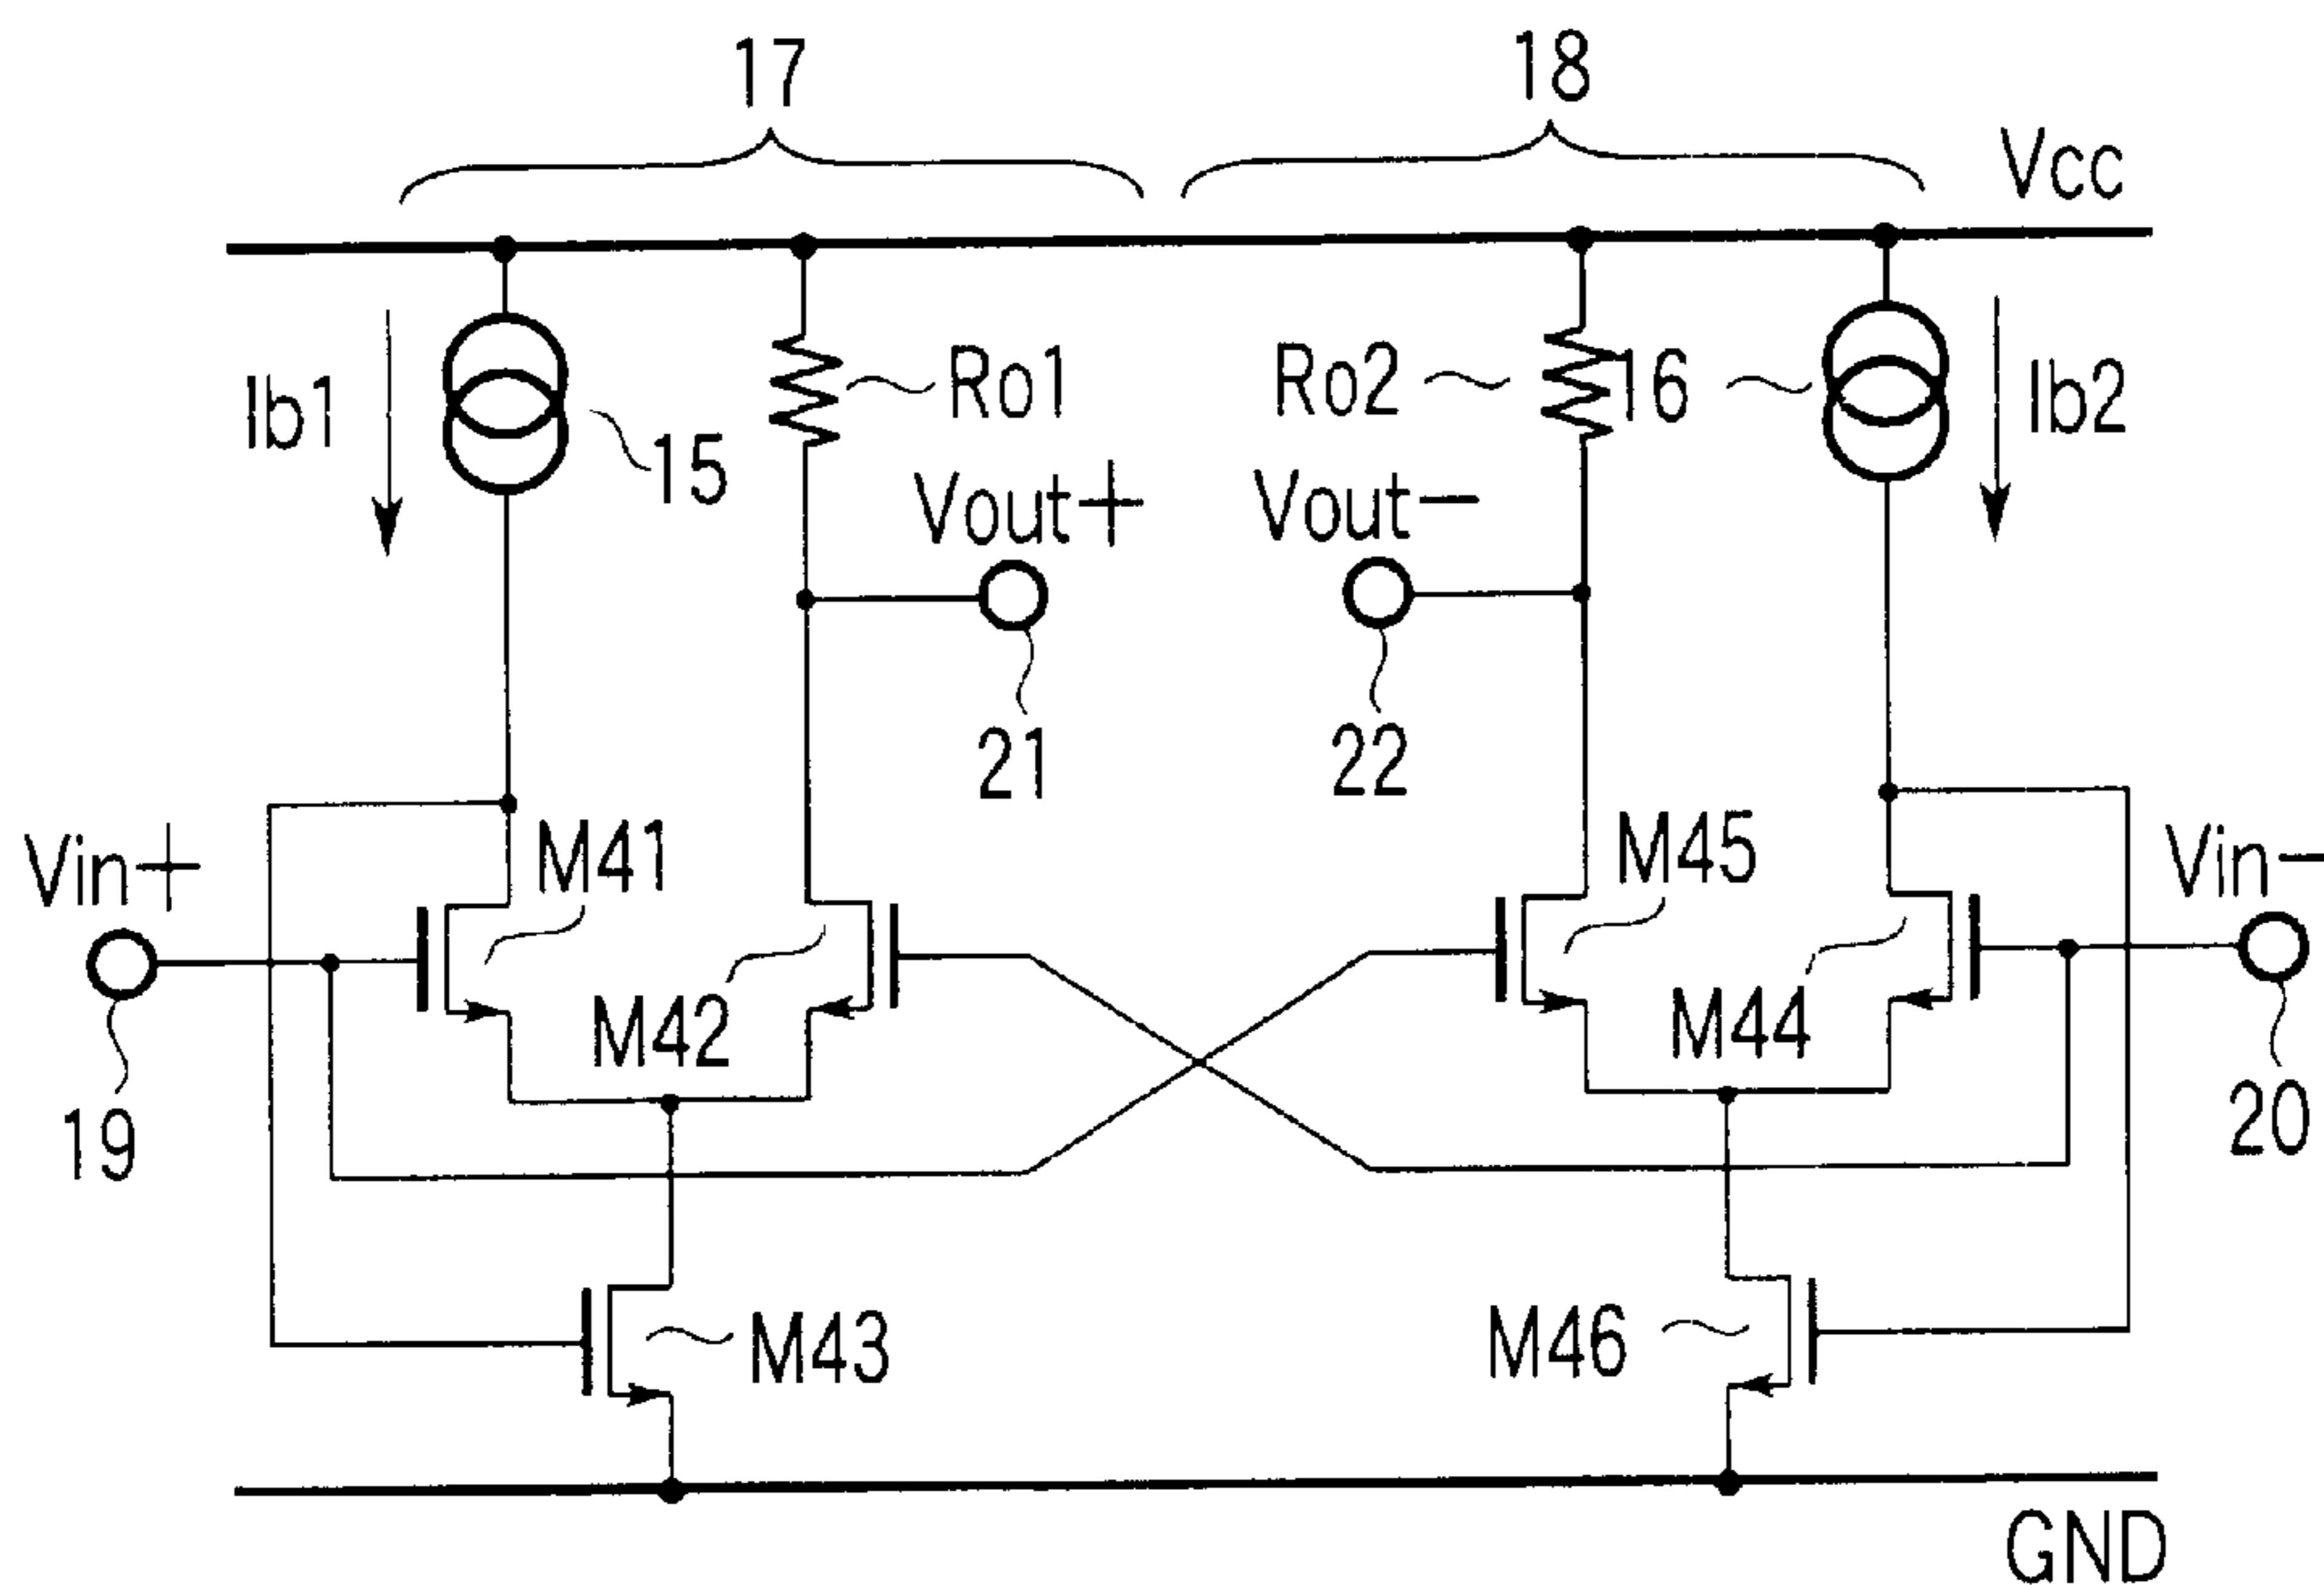 17
18
Vcc
Ib1
15
Ro1
Ro2
16
Ib2
Vout+
Vout-
21
22
Vin+
M41
M42
M45
M44
Vin-
19
20
M43
M46
GND